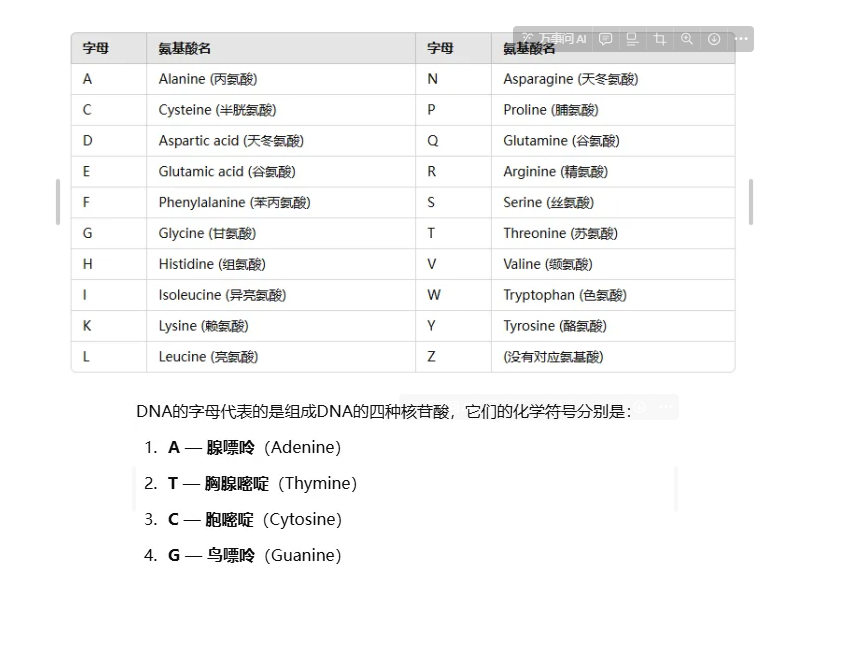 万事问 AI
字母 氨基酸名 字母 氨基酸名
A Alanine (丙氨酸) N Asparagine (天冬氨酸)
C Cysteine (半胱氨酸) P Proline (脯氨酸)
D Aspartic acid (天冬氨酸) Q Glutamine (谷氨酸)
E Glutamic acid (谷氨酸) R Arginine (精氨酸)
F Phenylalanine (苯丙氨酸) S Serine (丝氨酸)
G Glycine (甘氨酸) T Threonine (苏氨酸)
H Histidine (组氨酸) V Valine (缬氨酸)
I Isoleucine (异亮氨酸) W Tryptophan (色氨酸)
K Lysine (赖氨酸) Y Tyrosine (酪氨酸)
L Leucine (亮氨酸) Z (没有对应氨基酸)
DNA的字母代表的是组成DNA的四种核苷酸，它们的化学符号分别是：
1. A — 腺嘌呤（Adenine）
2. T — 胸腺嘧啶（Thymine）
3. C — 胞嘧啶（Cytosine）
4. G — 鸟嘌呤（Guanine）